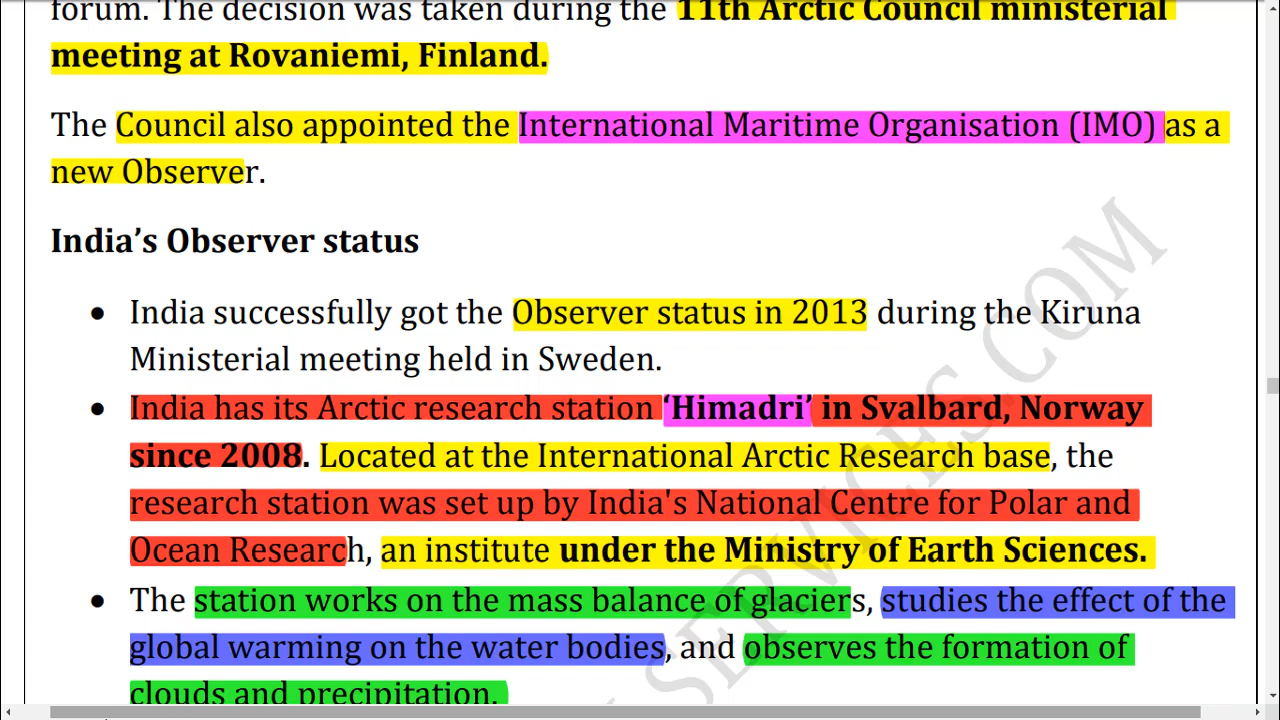 forum. The decision was taken during the 11th Arctic Council ministerial
meeting at Rovaniemi, Finland.
The Council also appointed the International Maritime Organisation (IMO) as a
new Observer.
India’s Observer status
• India successfully got the Observer status in 2013 during the Kiruna
Ministerial meeting held in Sweden.
• India has its Arctic research station ‘Himadri’ in Svalbard, Norway
since 2008. Located at the International Arctic Research base, the
research station was set up by India's National Centre for Polar and
Ocean Research, an institute under the Ministry of Earth Sciences.
• The station works on the mass balance of glaciers, studies the effect of the
global warming on the water bodies, and observes the formation of
clouds and precipitation.
SERVICES.COM